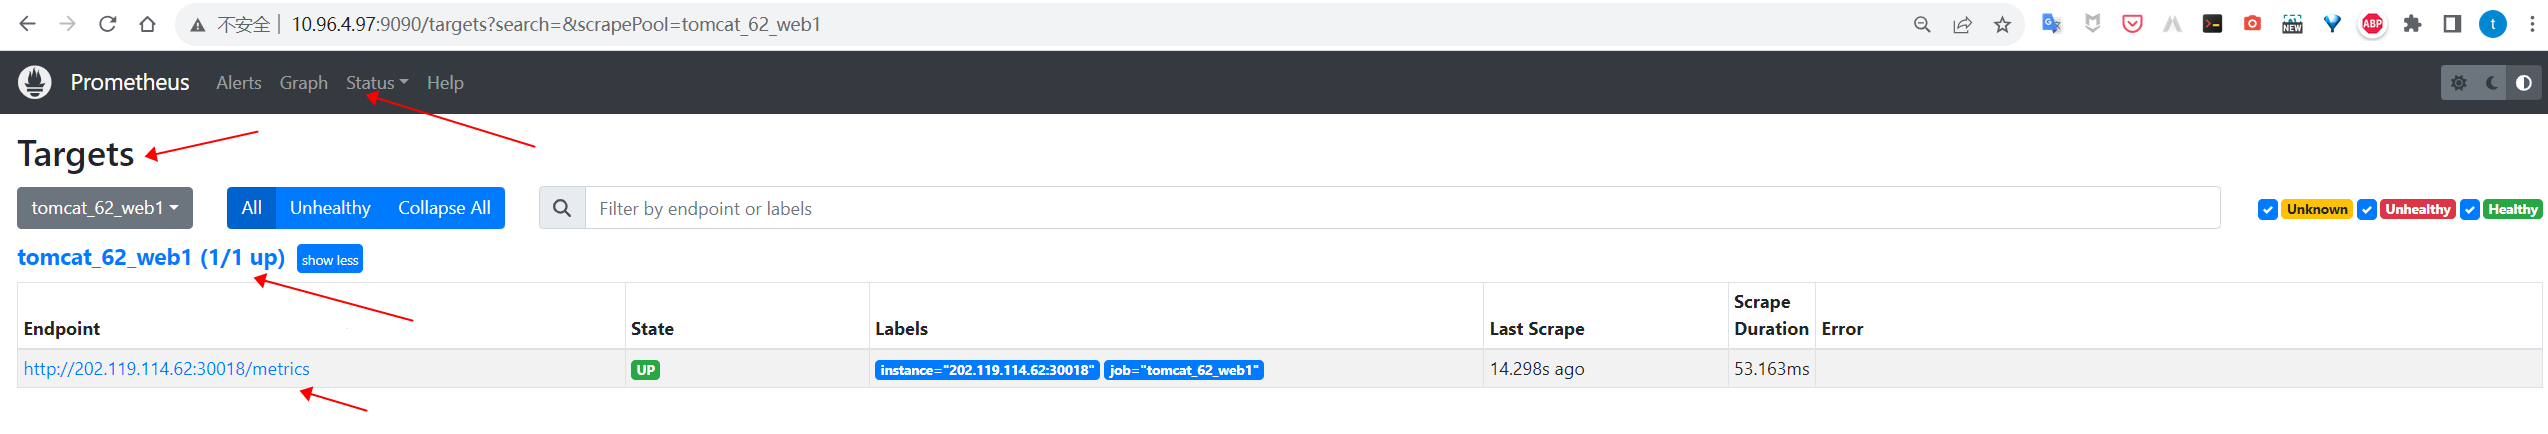 不安全 10.96.4.97:9090/targets?search=&scrapePool=tomcat_62_web1
NEW ABP t
Prometheus Alerts Graph Status Help
Targets
tomcat_62_web1 All Unhealthy Collapse All Filter by endpoint or labels Unknown Unhealthy Healthy
tomcat_62_web1 (1/1 up) show less
Endpoint State Labels Last Scrape Scrape Duration Error
http://202.119.114.62:30018/metrics UP instance="202.119.114.62:30018" job="tomcat_62_web1" 14.298s ago 53.163ms